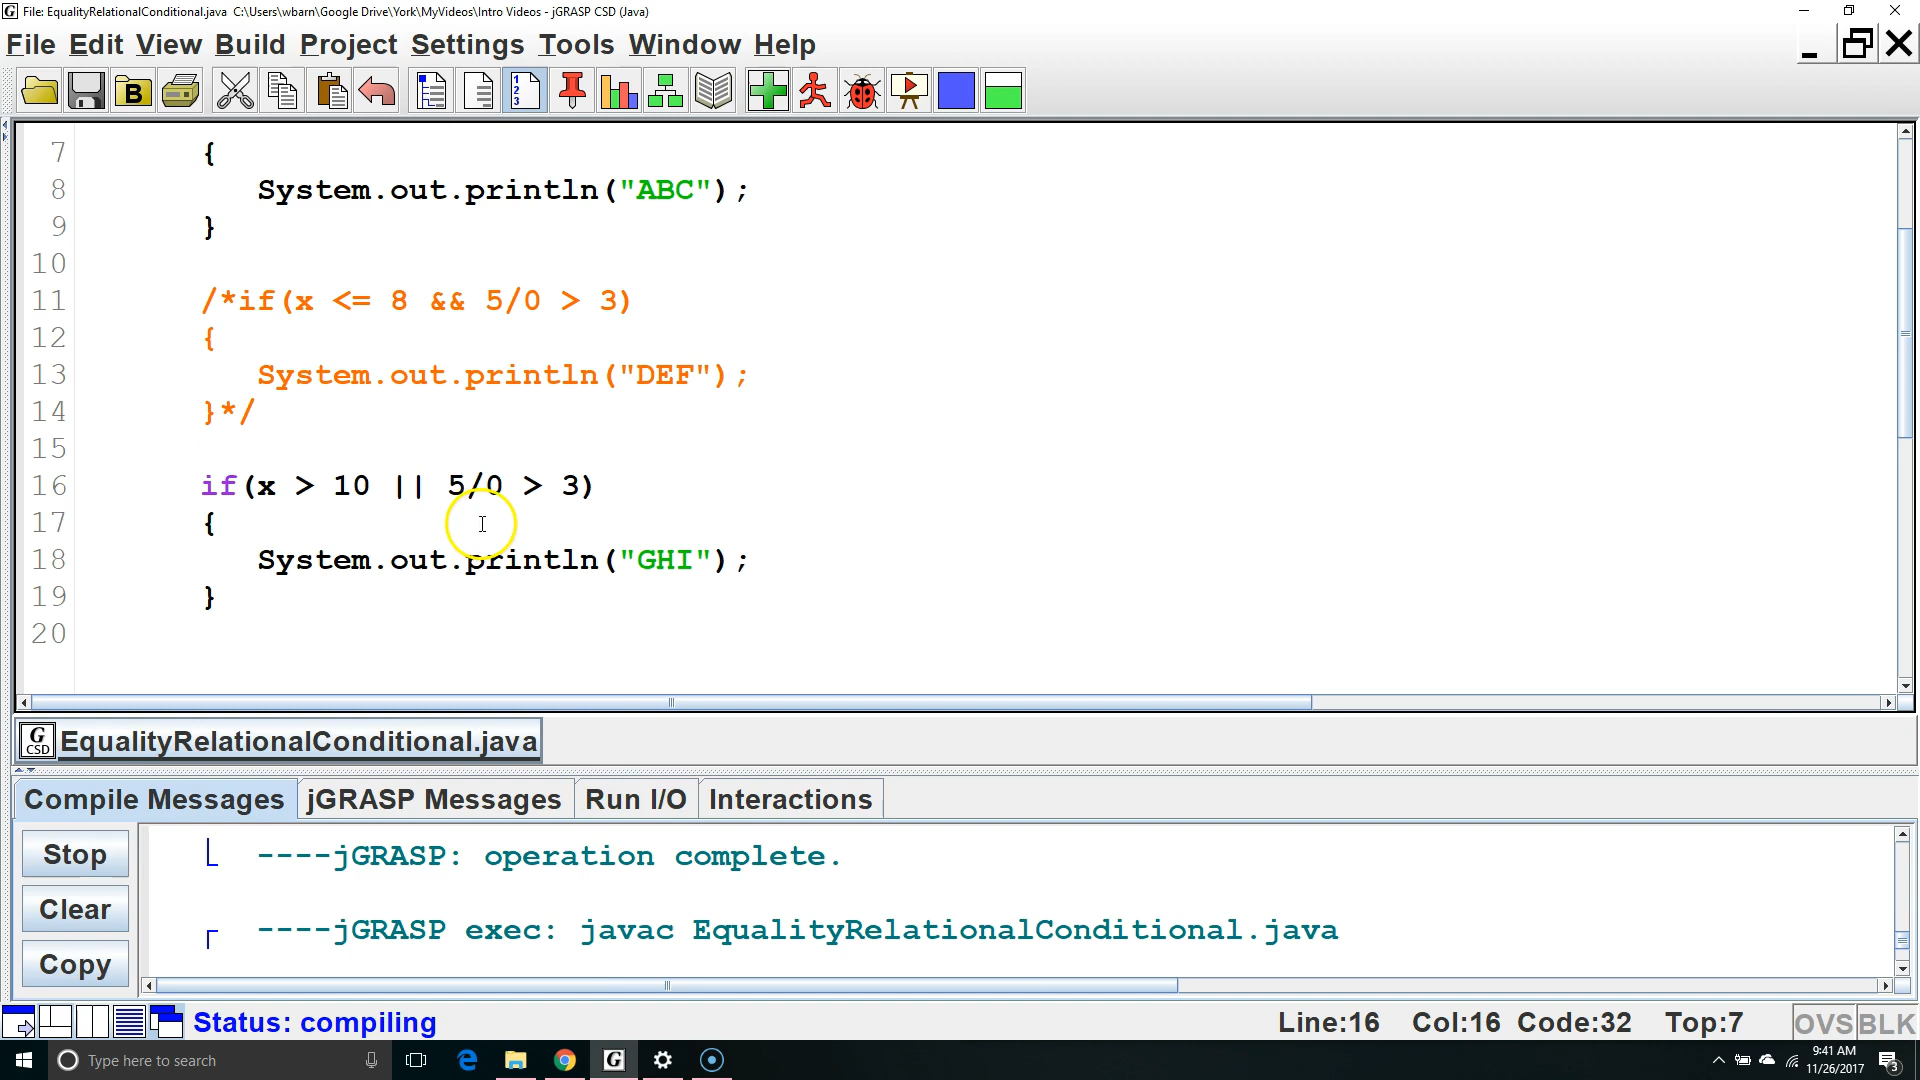 File: EqualityRelationalConditional.java C:\Users\wbarn\Google Drive\York\MyVideos\Intro Videos - jGRASP CSD (Java)
File Edit View Build Project Settings Tools Window Help
B
1
2
3
7 {
8 System.out.println("ABC");
9 }
10
11 /*if(x <= 8 && 5/0 > 3)
12 {
13 System.out.println("DEF");
14 }*/
15
16 if(x > 10 || 5/0 > 3)
17 {
18 System.out.println("GHI");
19 }
20
G CSD EqualityRelationalConditional.java
Compile Messages jGRASP Messages Run I/O Interactions
Stop ----jGRASP: operation complete.
Clear
----jGRASP exec: javac EqualityRelationalConditional.java
Copy
Status: compiling Line:16 Col:16 Code:32 Top:7 OVS BLK
Type here to search
9:41 AM
11/26/2017
3